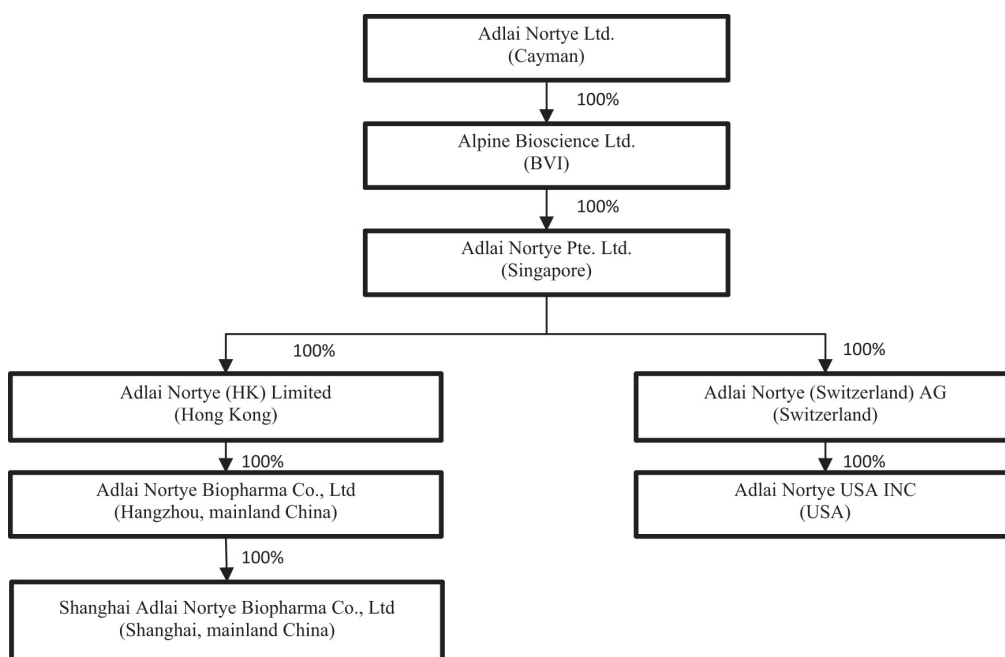 Adlai Nortye Ltd.
(Cayman)
100%
Alpine Bioscience Ltd.
(BVI)
100%
Adlai Nortye Pte. Ltd.
(Singapore)
100%
100%
Adlai Nortye (HK) Limited
(Hong Kong)
Adlai Nortye (Switzerland) AG
(Switzerland)
100%
100%
Adlai Nortye Biopharma Co., Ltd
(Hangzhou, mainland China)
Adlai Nortye USA INC
(USA)
100%
Shanghai Adlai Nortye Biopharma Co., Ltd
(Shanghai, mainland China)